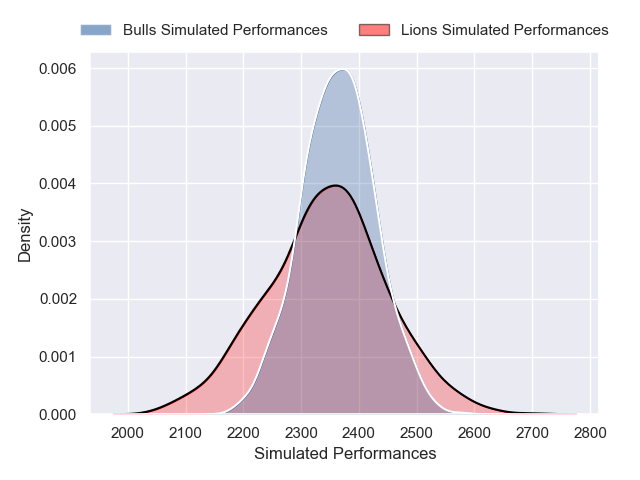 Bulls Simulated Performances Lions Simulated Performances
0.006
0.005
0.004
0.003
0.002
0.001
0.000
Density
2000 2100 2200 2300 2400 2500 2600 2700 2800
Simulated Performances